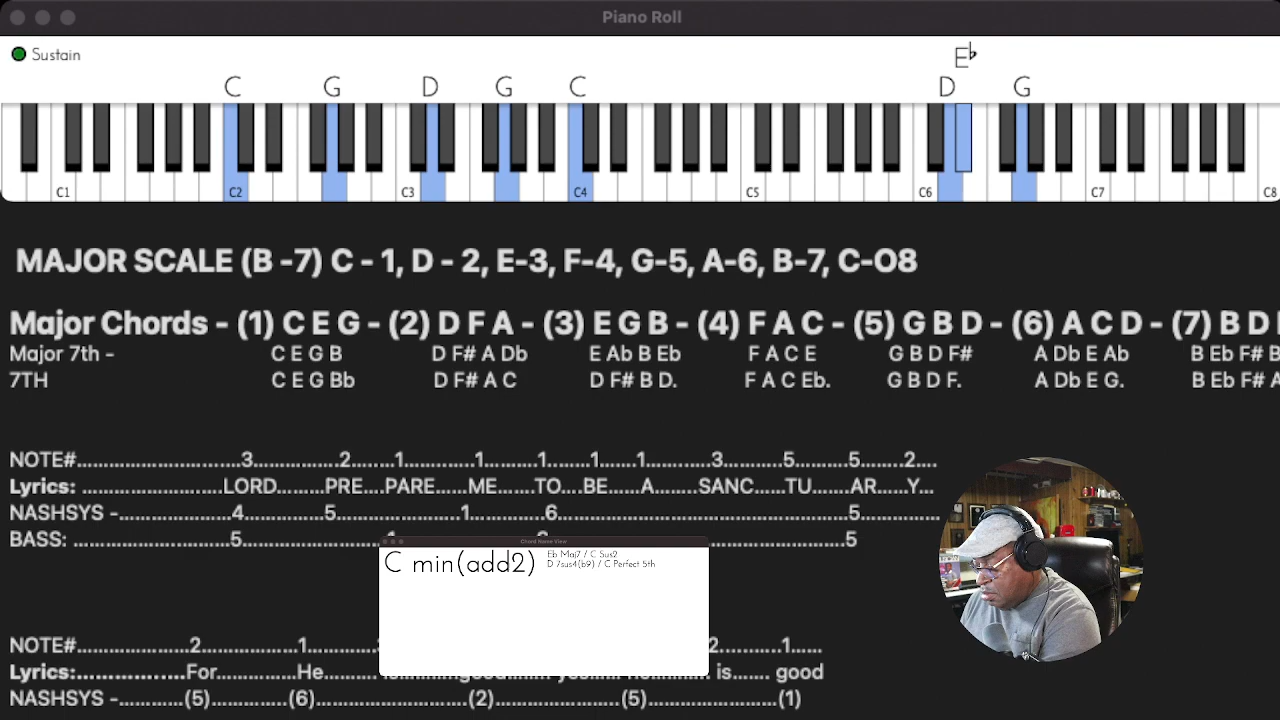 Piano Roll
Sustain
E♭
C G D G C D G
C1 C2 C3 C4 C5 C6 C7 C8
MAJOR SCALE (B -7) C - 1, D - 2, E-3, F-4, G-5, A-6, B-7, C-O8
Major Chords - (1) C E G - (2) D F A - (3) E G B - (4) F A C - (5) G B D - (6) A C D - (7) B D
Major 7th - C E G B D F# A Db E Ab B Eb F A C E G B D F# A Db E Ab B Eb F# B
7TH C E G Bb D F# A C D F# B D. F A C Eb. G B D F. A Db E G. B Eb F# A
NOTE#..............................3..................2........1.............1...........1.........1.......1.............3............5...........5........2....
Lyrics: ..........................LORD.........PRE....PARE......ME.......TO....BE......A........SANC......TU.......AR......Y...
NASHSYS -.....................4................5........................1...............6......................................................5................
BASS: ..............................5 5
Chord Name View
C min(add2) Eb Maj7 / C Sus2
D 7sus4(b9) / C Perfect 5th
NOTE#.....................2..................1............ 2............1......
Lyrics:....................For...............He.......... is....... good
NASHSYS -............(5)...............(6)............................(2)........................(5)........................(1)